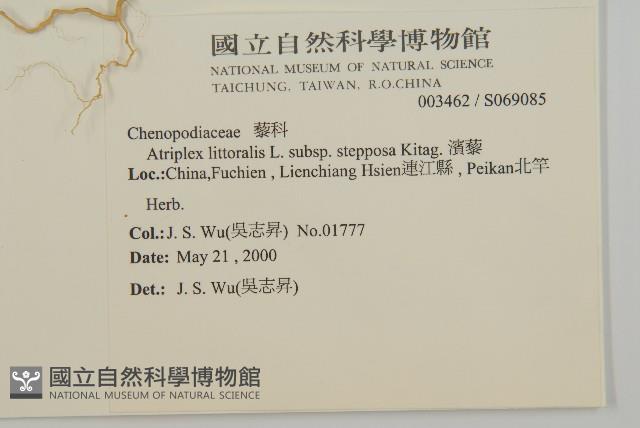 國立自然科學博物館
NATIONAL MUSEUM OF NATURAL SCIENCE
TAICHUNG, TAIWAN, R.O.CHINA
003462 / S069085
Chenopodiaceae 藜科
Atriplex littoralis L. subsp. stepposa Kitag. 濱藜
Loc.:China,Fuchien , Lienchiang Hsien連江縣 , Peikan北竿
Herb.
Col.: J. S. Wu(吳志昇) No.01777
Date: May 21 , 2000
Det.: J. S. Wu(吳志昇)
國立自然科學博物館
NATIONAL MUSEUM OF NATURAL SCIENCE